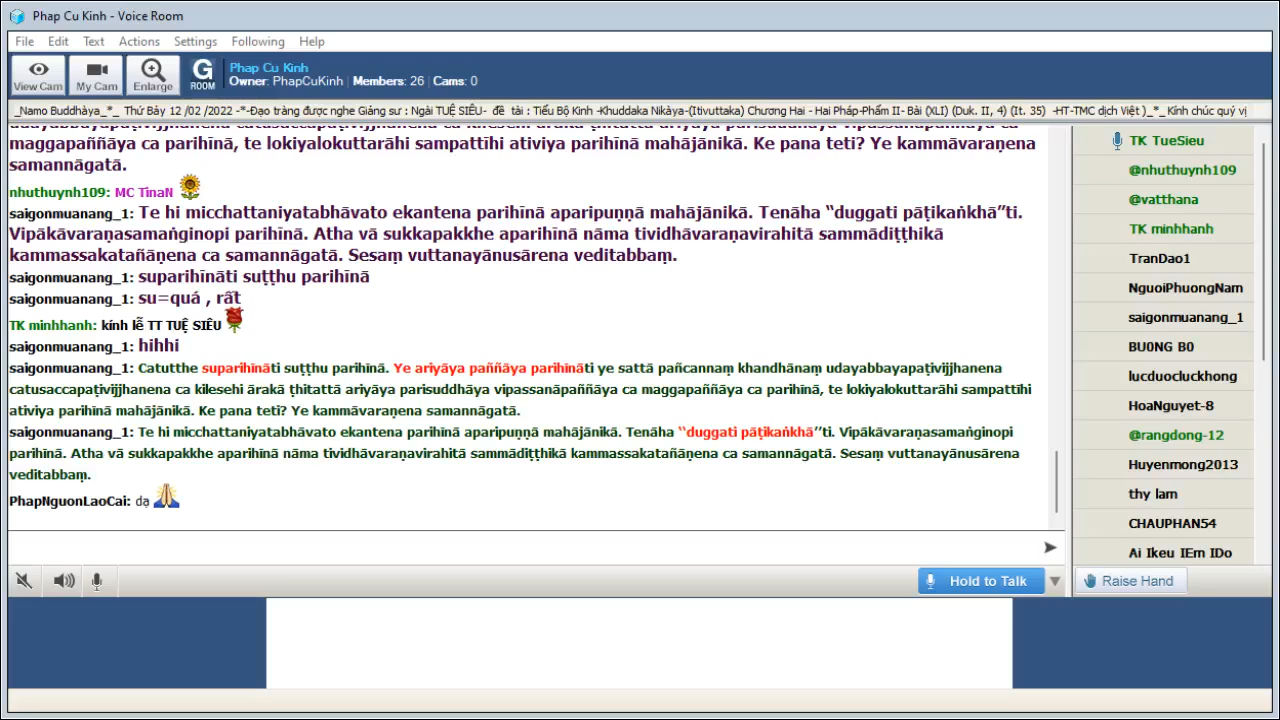 Phap Cu Kinh - Voice Room
File Edit Text Actions Settings Following Help
View Cam My Cam Enlarge G ROOM
Phap Cu Kinh
Owner: PhapCuKinh | Members: 26 | Cams: 0
_Namo Buddhàya_*_ Thứ Bảy 12 /02 /2022 -*-Đạo tràng được nghe Giảng sư : Ngài TUỆ SIÊU- đề tài : Tiểu Bộ Kinh -Khuddaka Nikàya-(Itivuttaka) Chương Hai - Hai Pháp-Phẩm II- Bài (XLI) (Duk. II, 4) (It. 35) -HT-TMC dịch Việt )_*_ Kính chúc quý vị
udayabbayapaṭivijjhanena catusaccapaṭivijjhanena ca kilesehi ārakā ṭhitattā ariyāya parisuddhāya vipassanāpaññāya ca
maggapaññāya ca parihīnā, te lokiyalokuttarāhi sampattīhi ativiya parihīnā mahājānikā. Ke pana teti? Ye kammāvaraṇena
samannāgatā.
nhuthuynh109: MC TinaN
saigonmuanang_1: Te hi micchattaniyatabhāvato ekantena parihīnā aparipuṇṇā mahājānikā. Tenāha “duggati pāṭikaṅkhā”ti.
Vipākāvaraṇasamaṅginopi parihīnā. Atha vā sukkapakkhe aparihīnā nāma tividhāvaraṇavirahitā sammādiṭṭhikā
kammassakatañāṇena ca samannāgatā. Sesaṃ vuttanayānusārena veditabbaṃ.
saigonmuanang_1: suparihīnāti suṭṭhu parihīnā
saigonmuanang_1: su=quá , rất
TK minhhanh: kính lễ TT TUỆ SIÊU
saigonmuanang_1: hihhi
saigonmuanang_1: Catutthe suparihīnāti suṭṭhu parihīnā. Ye ariyāya paññāya parihīnāti ye sattā pañcannaṃ khandhānaṃ udayabbayapaṭivijjhanena
catusaccapaṭivijjhanena ca kilesehi ārakā ṭhitattā ariyāya parisuddhāya vipassanāpaññāya ca maggapaññāya ca parihīnā, te lokiyalokuttarāhi sampattīhi
ativiya parihīnā mahājānikā. Ke pana teti? Ye kammāvaraṇena samannāgatā.
saigonmuanang_1: Te hi micchattaniyatabhāvato ekantena parihīnā aparipuṇṇā mahājānikā. Tenāha ‘‘duggati pāṭikaṅkhā’’ti. Vipākāvaraṇasamaṅginopi
parihīnā. Atha vā sukkapakkhe aparihīnā nāma tividhāvaraṇavirahitā sammādiṭṭhikā kammassakatañāṇena ca samannāgatā. Sesaṃ vuttanayānusārena
veditabbaṃ.
PhapNguonLaoCai: dạ
TK TueSieu
@nhuthuynh109
@vatthana
TK minhhanh
TranDao1
NguoiPhuongNam
saigonmuanang_1
BU0NG B0
lucduocluckhong
HoaNguyet-8
@rangdong-12
Huyenmong2013
thy lam
CHAUPHAN54
Ai Ikeu IEm IDo
Hold to Talk
Raise Hand